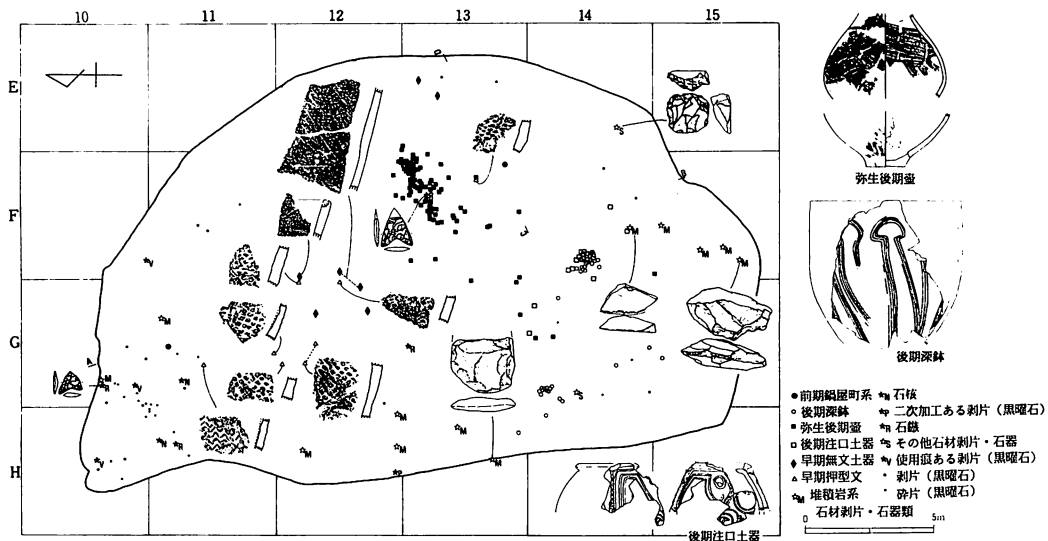 10 11 12 13 14 15
E
F
G
H
弥生後期壷
後期深鉢
後期注口土器
●前期鍋屋町系
○後期深鉢
■弥生後期壷
□後期注口土器
♦早期無文土器
△早期押型文
☆M 堆積岩系
石材剥片・石器類
★N 石核
★P 二次加工ある剥片（黒曜石）
★R 石鏃
☆S その他石材剥片・石器
★V 使用痕ある剥片（黒曜石）
・ 剥片（黒曜石）
・ 砕片（黒曜石）
0 5m